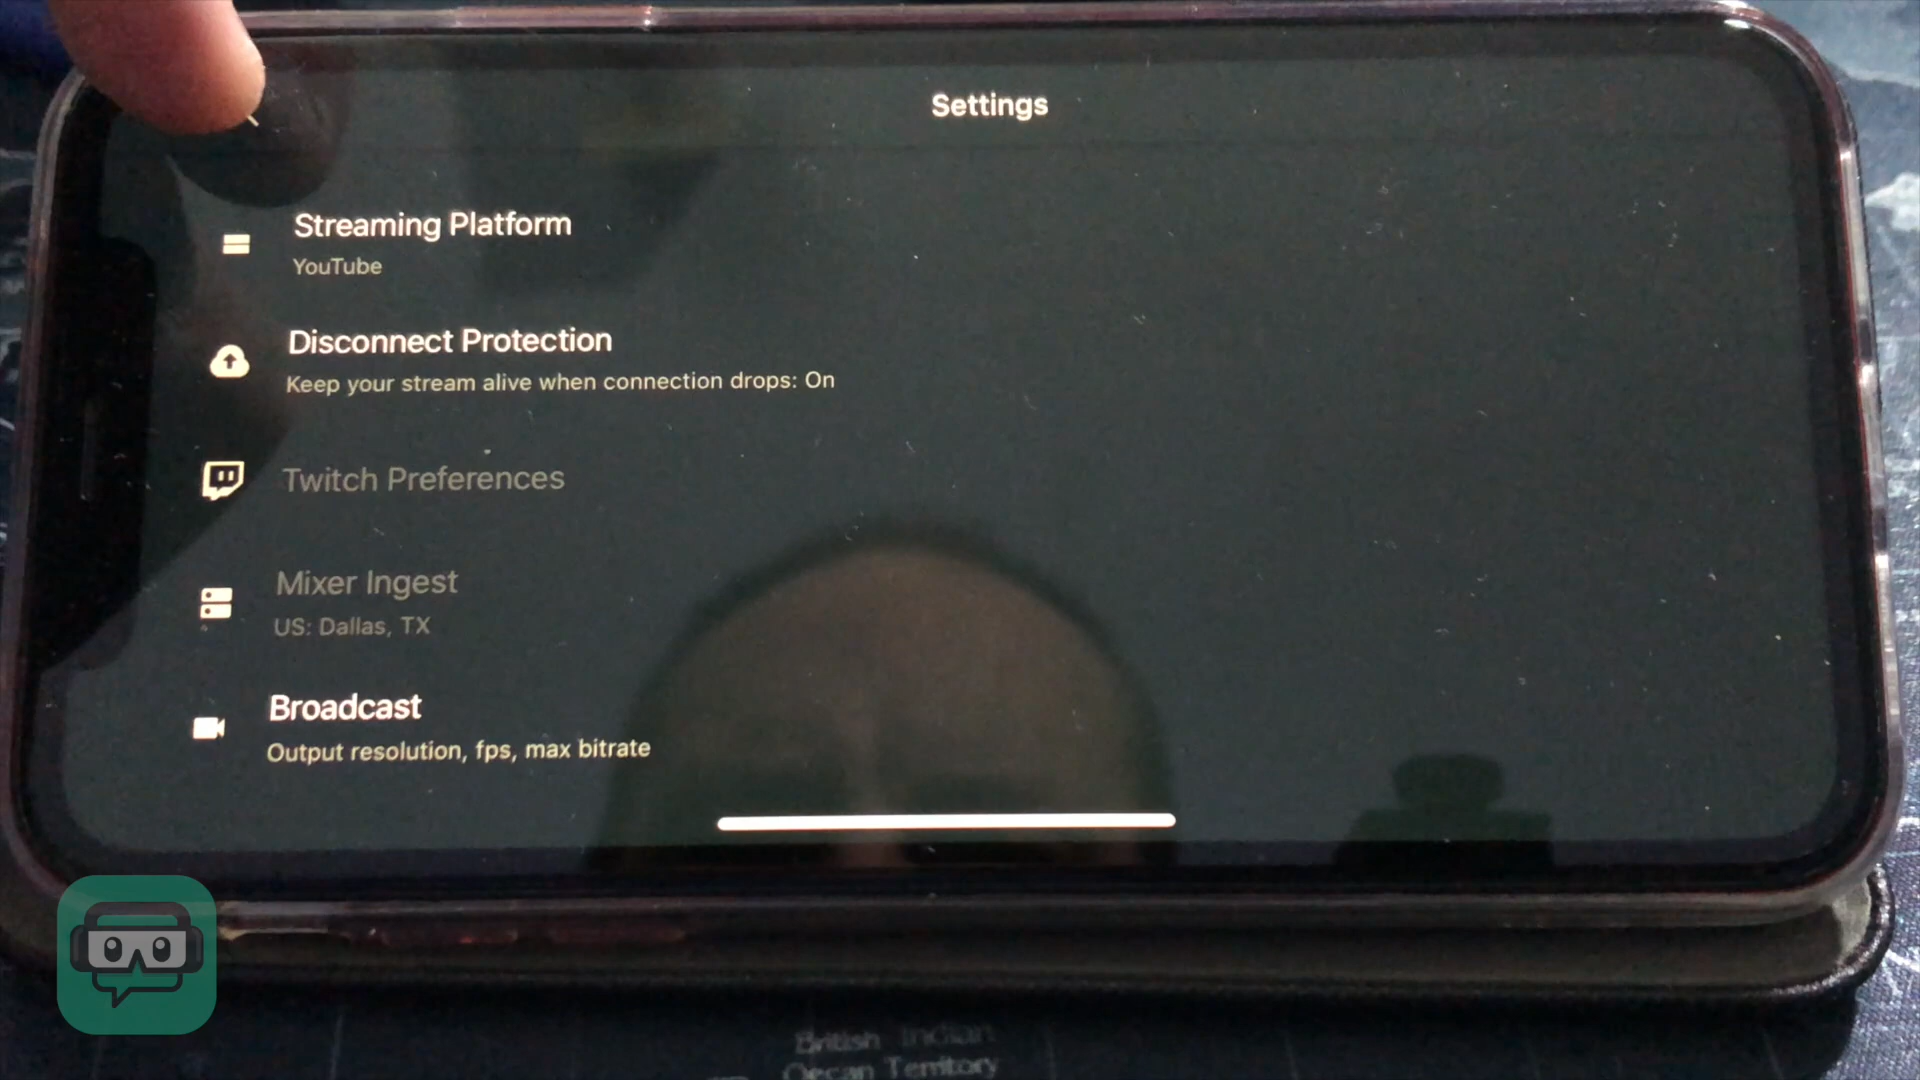 Settings
Streaming Platform
YouTube
Disconnect Protection
Keep your stream alive when connection drops: On
Twitch Preferences
Mixer Ingest
US: Dallas, TX
Broadcast
Output resolution, fps, max bitrate
British Indian
Ocean Territory